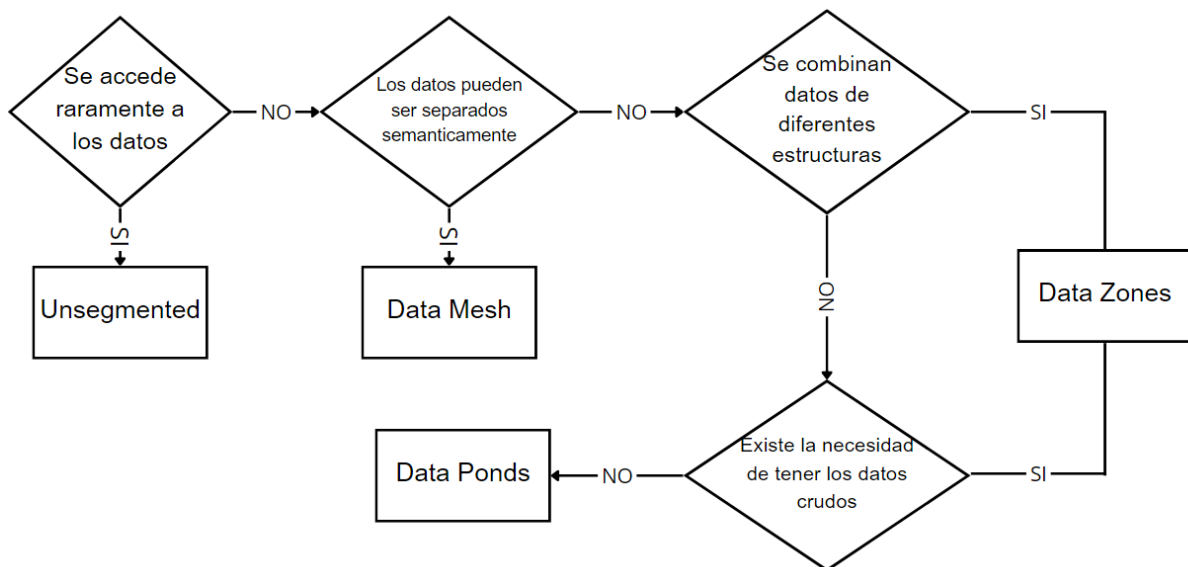 Se accede
raramente a
los datos
NO
Los datos pueden
ser separados
semanticamente
NO
Se combinan
datos de
diferentes
estructuras
SI
SI
SI
NO
Unsegmented
Data Mesh
Data Zones
Data Ponds
NO
Existe la necesidad
de tener los datos
crudos
SI